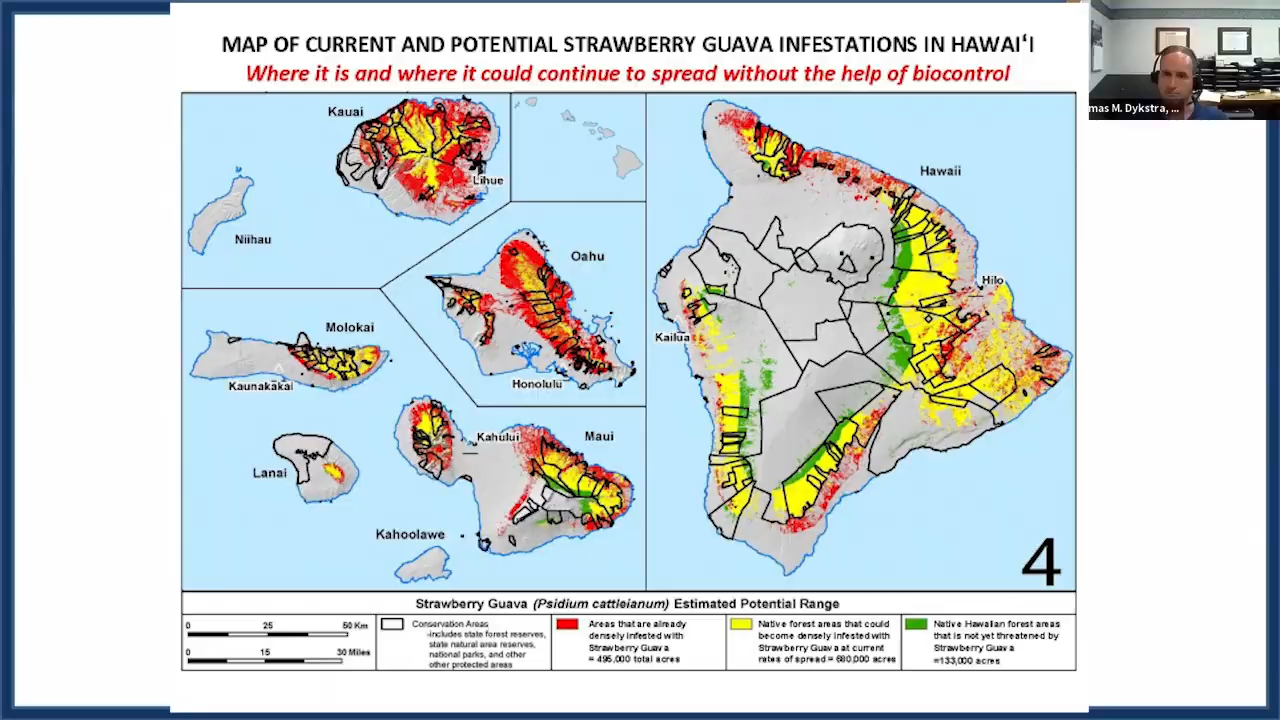 MAP OF CURRENT AND POTENTIAL STRAWBERRY GUAVA INFESTATIONS IN HAWAIʻI
Where it is and where it could continue to spread without the help of biocontrol
mas M. Dykstra, ...
Kauai
Lihue
Niihau
Oahu
Honolulu
Molokai
Kaunakakai
Kahului
Maui
Lanai
Kahoolawe
Hawaii
Hilo
Kailua
4
Strawberry Guava (Psidium cattleianum) Estimated Potential Range
0 25 50 Km
0 15 30 Miles
Conservation Areas
-includes state forest reserves,
state natural area reserves,
national parks, and other
other protected areas
Areas that are already
densely infested with
Strawberry Guava
= 495,000 total acres
Native forest areas that could
become densely infested with
Strawberry Guava at current
rates of spread = 680,000 acres
Native Hawaiian forest areas
that is not yet threatened by
Strawberry Guava
=133,000 acres